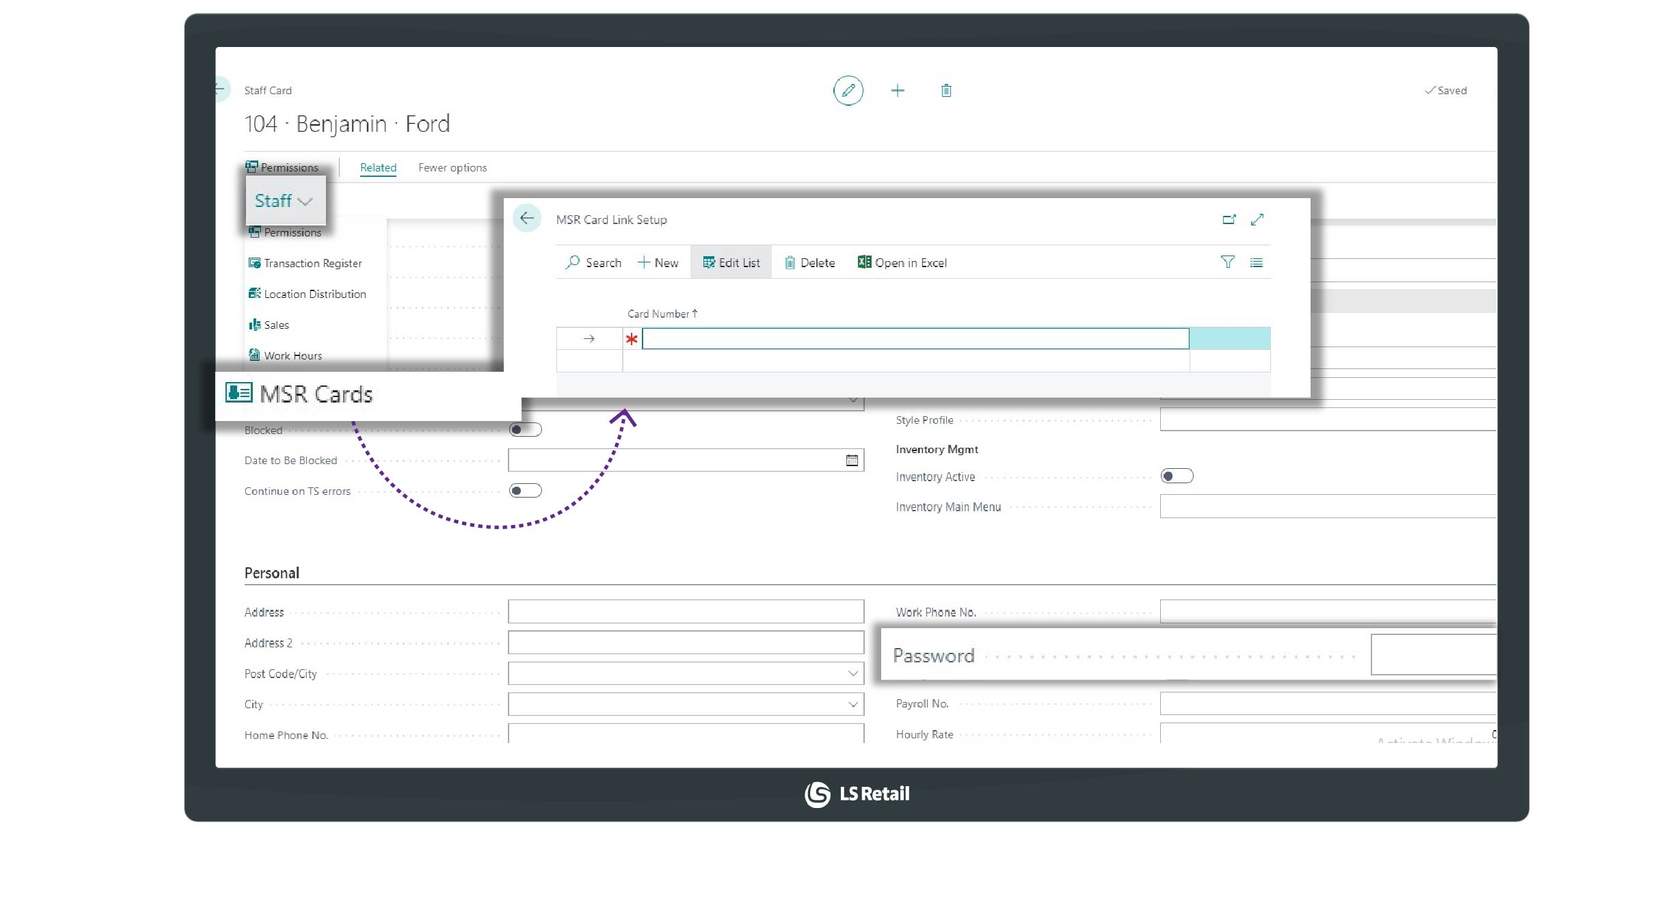 Staff Card
Saved
104 · Benjamin · Ford
Permissions
Related
Fewer options
Staff
Permissions
Transaction Register
Location Distribution
Sales
Work Hours
MSR Cards
MSR Card Link Setup
Search
New
Edit List
Delete
Open in Excel
Card Number ↑
Blocked
Date to Be Blocked
Continue on TS errors
Style Profile
Inventory Mgmt
Inventory Active
Inventory Main Menu
Personal
Address
Address 2
Post Code/City
City
Home Phone No.
Work Phone No.
Password
Payroll No.
Hourly Rate
LS Retail